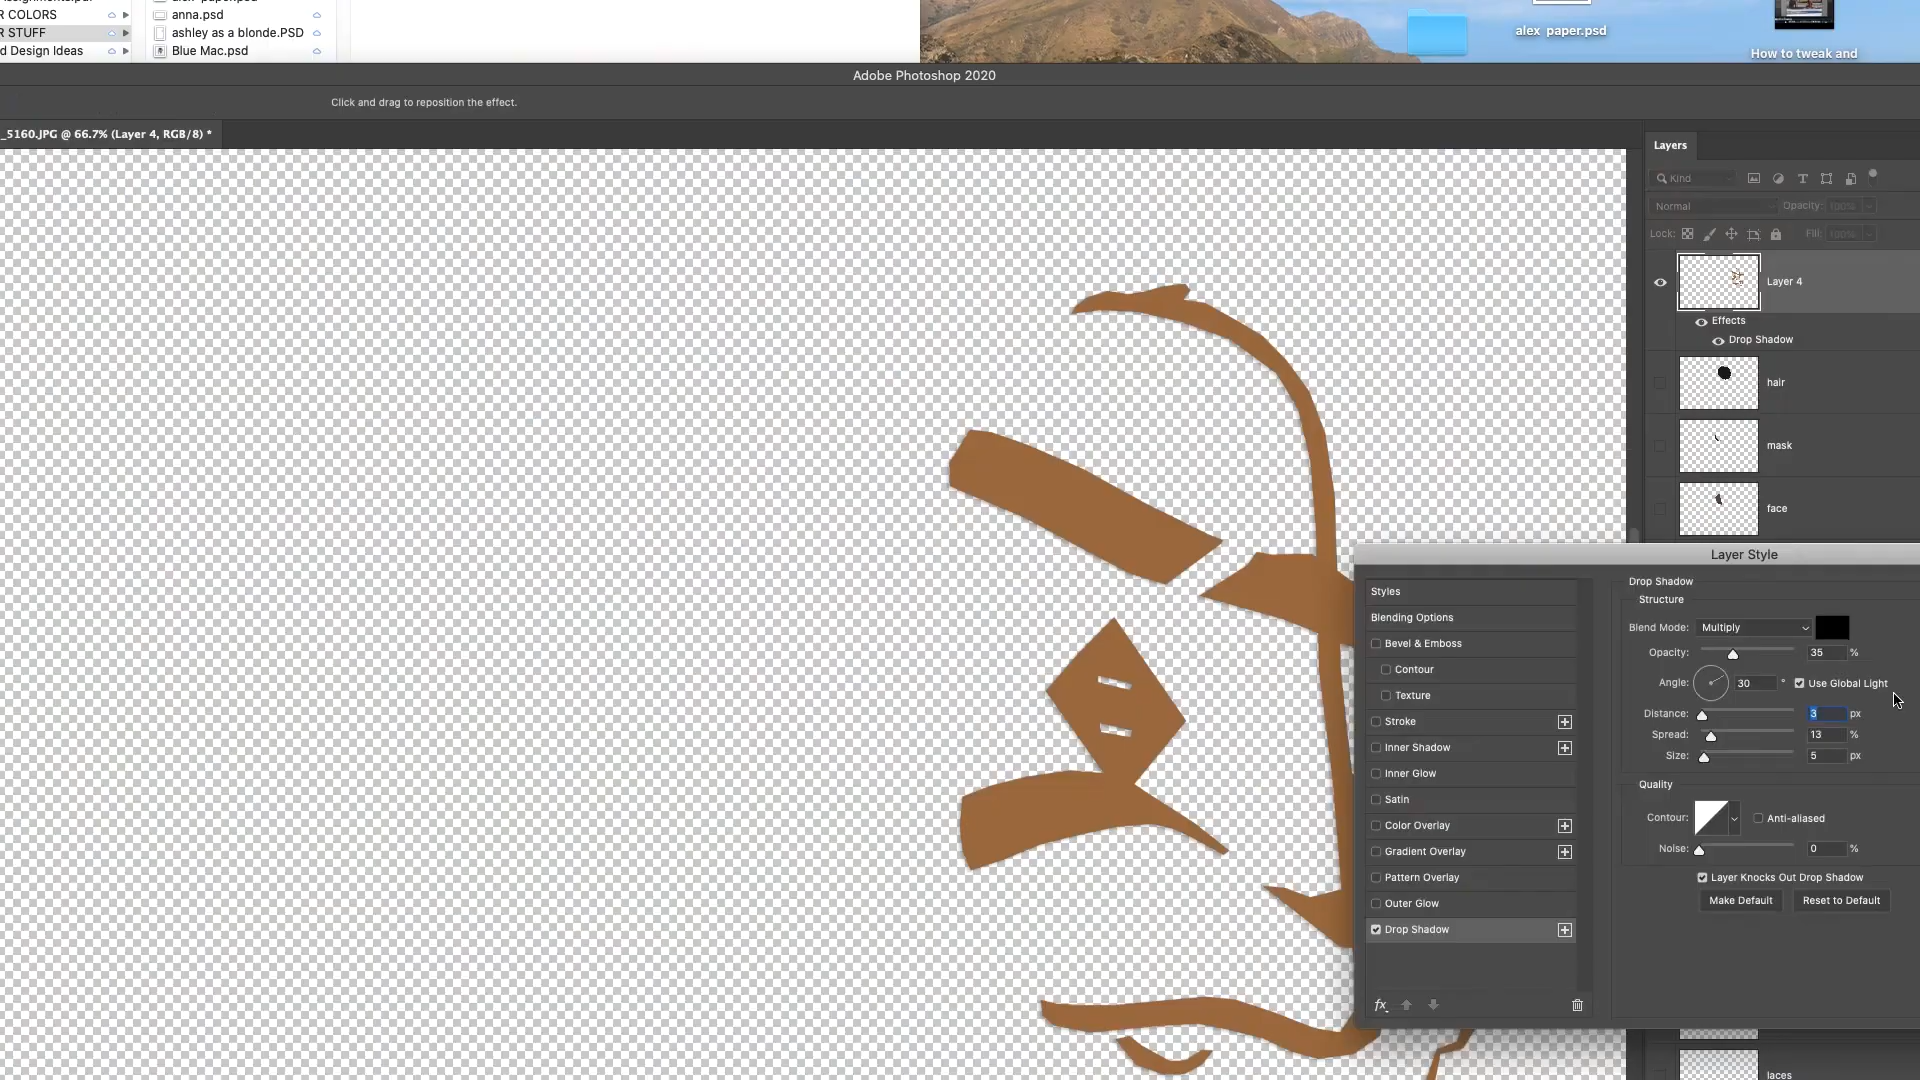 R COLORS
R STUFF
d Design Ideas
anna.psd
ashley as a blonde.PSD
Blue Mac.psd
alex paper.psd
How to tweak and
Adobe Photoshop 2020
Click and drag to reposition the effect.
_5160.JPG @ 66.7% (Layer 4, RGB/8) *
Layers
Kind
Normal
Opacity: 100%
Lock:
Fill: 100%
Layer 4
Effects
Drop Shadow
hair
mask
face
Layer Style
Styles
Blending Options
Bevel & Emboss
Contour
Texture
Stroke
Inner Shadow
Inner Glow
Satin
Color Overlay
Gradient Overlay
Pattern Overlay
Outer Glow
Drop Shadow
fx
Drop Shadow
Structure
Blend Mode: Multiply
Opacity: 35 %
Angle: 30 ° Use Global Light
Distance: 3 px
Spread: 13 %
Size: 5 px
Quality
Contour: Anti-aliased
Noise: 0 %
Layer Knocks Out Drop Shadow
Make Default Reset to Default
laces